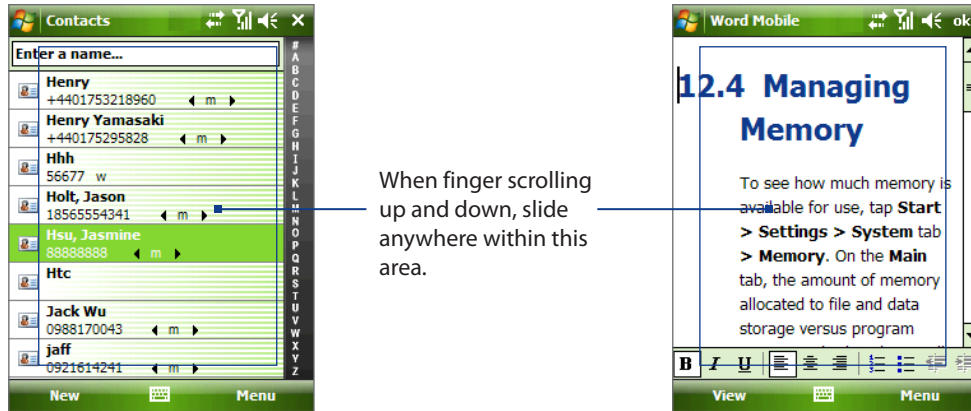 Contacts
Enter a name...
Henry
+4401753218960 m
Henry Yamasaki
+440175295828 m
Hhh
56677 w
Holt, Jason
18565554341 m
Hsu, Jasmine
88888888 m
Htc
Jack Wu
0988170043 m
jaff
0921614241 m
#
A
B
C
D
E
F
G
H
I
J
K
L
M
N
O
P
Q
R
S
T
U
V
W
X
Y
Z
New Menu
When finger scrolling
up and down, slide
anywhere within this
area.
Word Mobile ok
12.4 Managing
Memory
To see how much memory is
available for use, tap Start
> Settings > System tab
> Memory. On the Main
tab, the amount of memory
allocated to file and data
storage versus program
B I U
View Menu